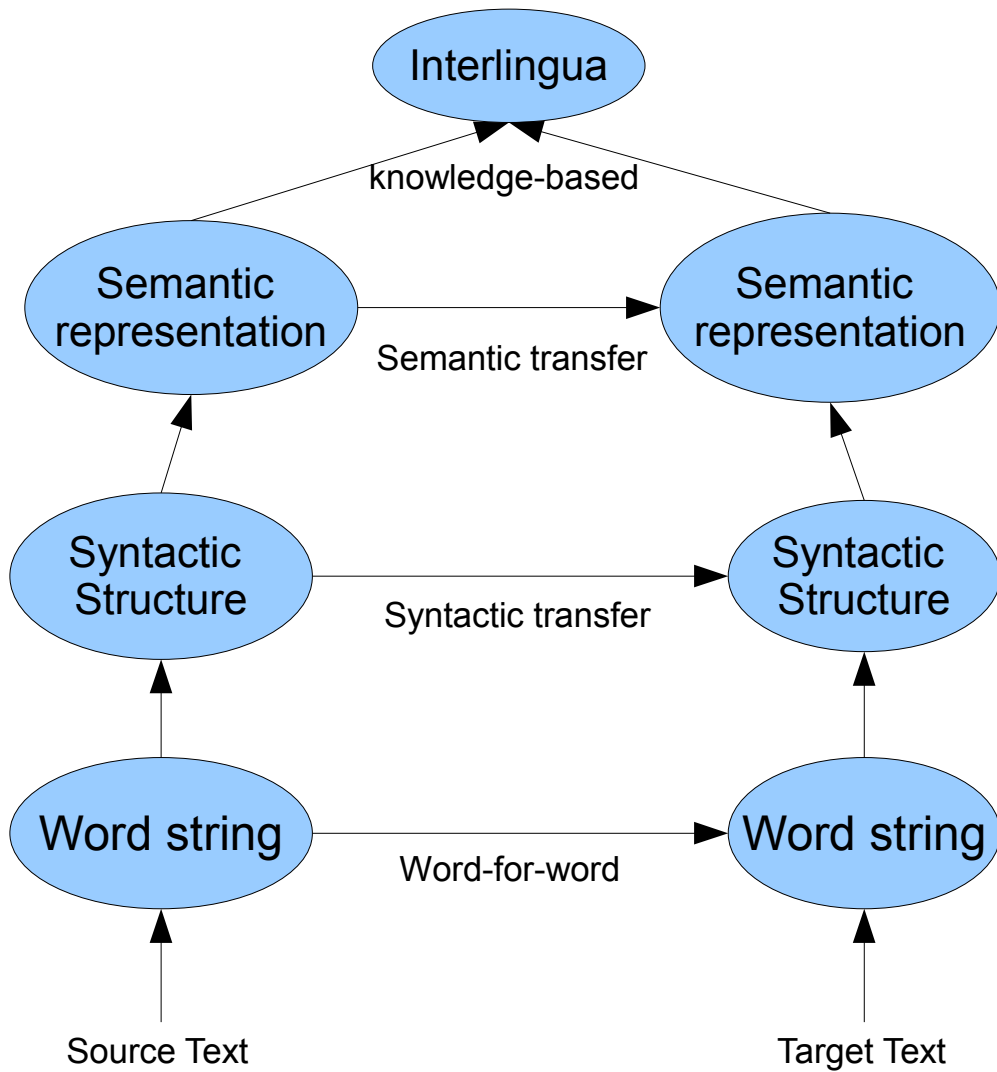 Interlingua
knowledge-based
Semantic
representation
Semantic
representation
Semantic transfer
Syntactic
Structure
Syntactic
Structure
Syntactic transfer
Word string
Word string
Word-for-word
Source Text
Target Text